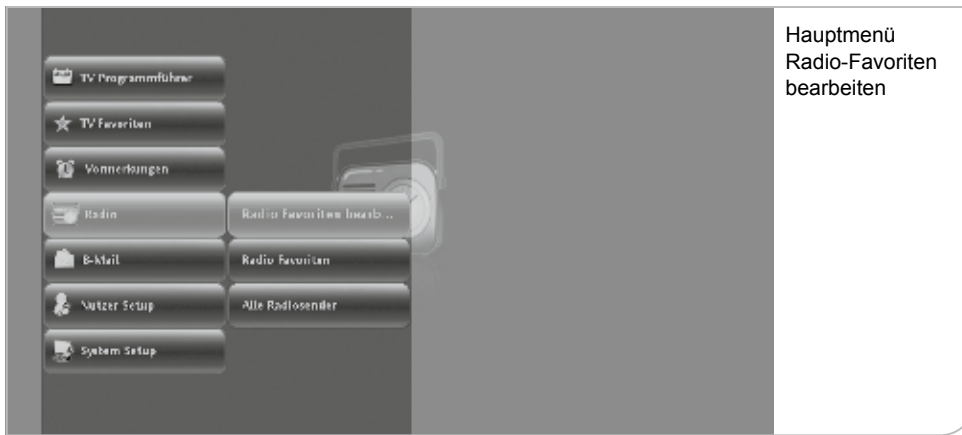 Hauptmenü
Radio-Favoriten
bearbeiten
TV Programmführer
TV Favoriten
Vormerkungen
Radio
Radio Favoriten bearb...
E-Mail
Radio Favoriten
Nutzer Setup
Alle Radiosender
System Setup